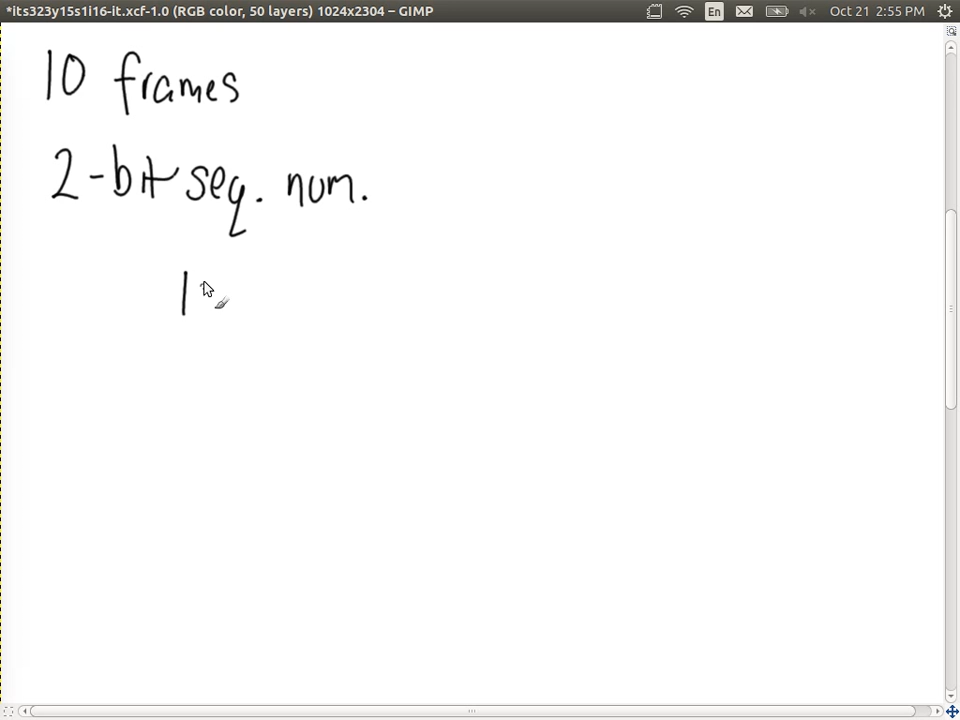 *its323y15s1i16-it.xcf-1.0 (RGB color, 50 layers) 1024x2304 – GIMP
En
Oct 21 2:55 PM
10 frames
2-bit seq. num.
1